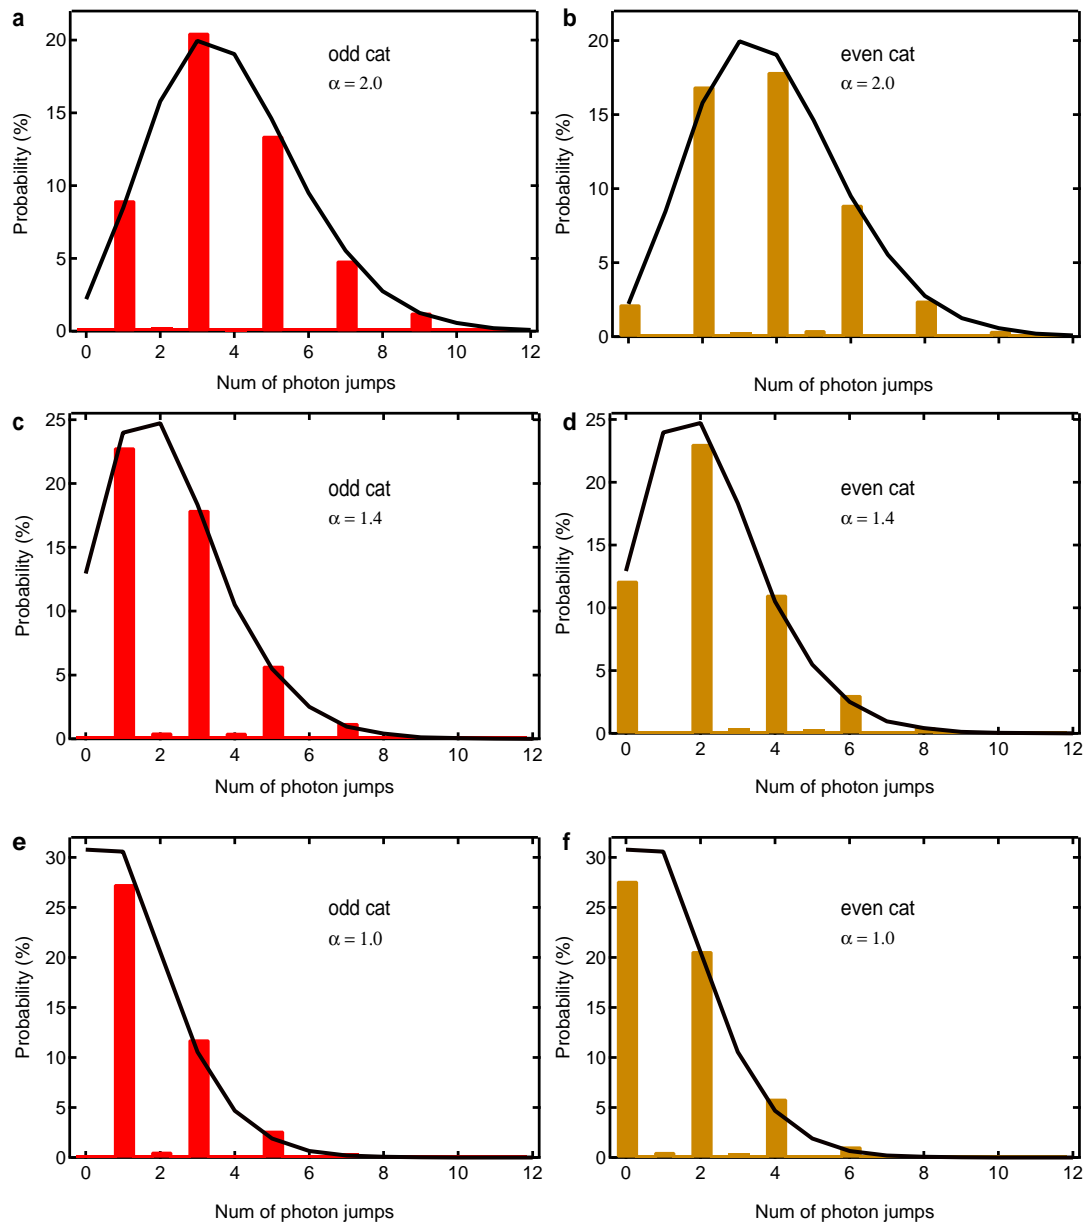 a
20
15
10
5
0
Probability (%)
odd cat
α = 2.0
0 2 4 6 8 10 12
Num of photon jumps
b
20
15
10
5
0
Probability (%)
even cat
α = 2.0
Num of photon jumps
c
25
20
15
10
5
0
Probability (%)
odd cat
α = 1.4
0 2 4 6 8 10 12
Num of photon jumps
d
25
20
15
10
5
0
Probability (%)
even cat
α = 1.4
0 2 4 6 8 10 12
Num of photon jumps
e
30
25
20
15
10
5
0
Probability (%)
odd cat
α = 1.0
0 2 4 6 8 10 12
Num of photon jumps
f
30
25
20
15
10
5
0
Probability (%)
even cat
α = 1.0
0 2 4 6 8 10 12
Num of photon jumps